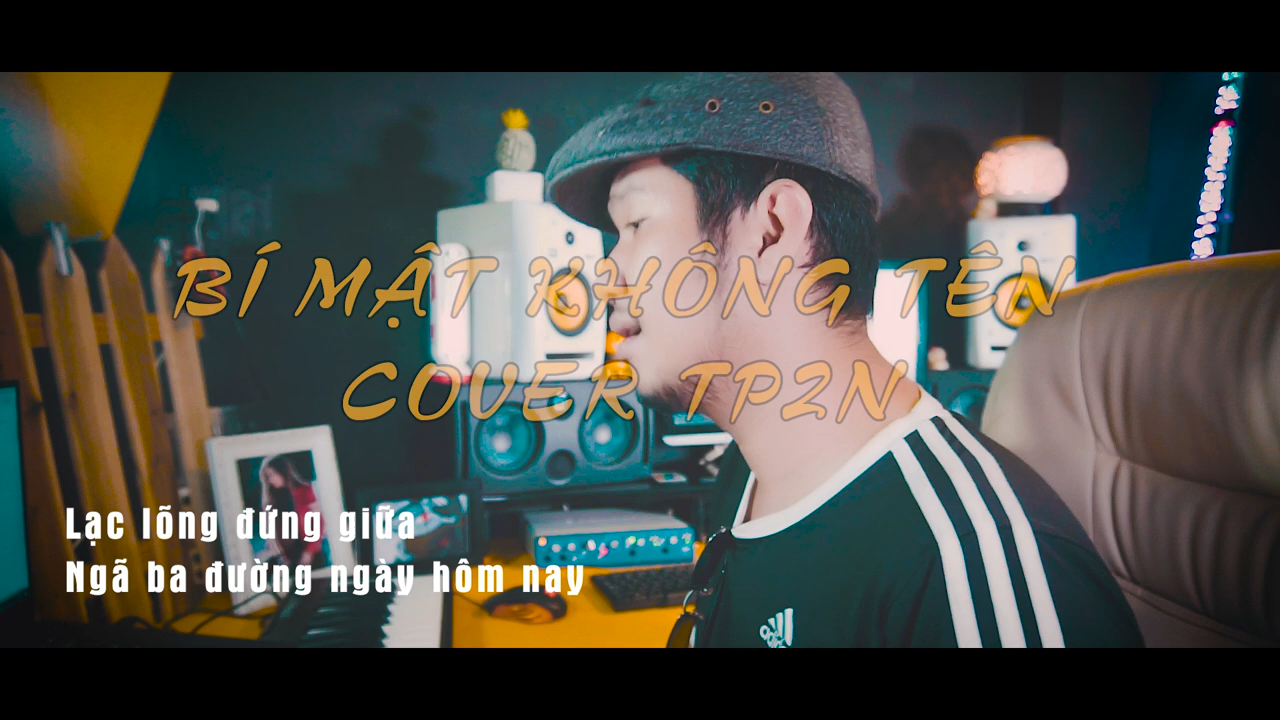 BÍ MẬT KHÔNG TÊN
COVER TP2N
Lạc lõng đứng giữa
Ngã ba đường ngày hôm nay